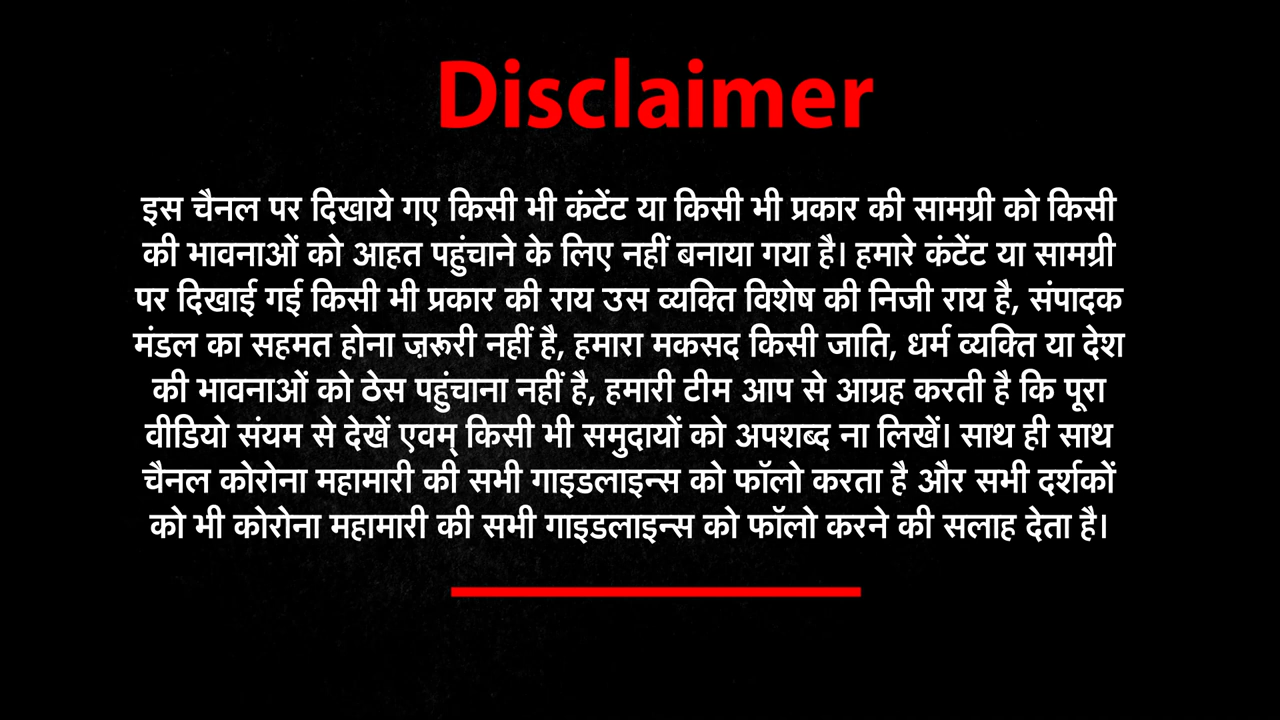 Disclaimer
इस चैनल पर दिखाये गए किसी भी कंटेंट या किसी भी प्रकार की सामग्री को किसी
की भावनाओं को आहत पहुंचाने के लिए नहीं बनाया गया है। हमारे कंटेंट या सामग्री
पर दिखाई गई किसी भी प्रकार की राय उस व्यक्ति विशेष की निजी राय है, संपादक
मंडल का सहमत होना ज़रूरी नहीं है, हमारा मकसद किसी जाति, धर्म व्यक्ति या देश
की भावनाओं को ठेस पहुंचाना नहीं है, हमारी टीम आप से आग्रह करती है कि पूरा
वीडियो संयम से देखें एवम् किसी भी समुदायों को अपशब्द ना लिखें। साथ ही साथ
चैनल कोरोना महामारी की सभी गाइडलाइन्स को फॉलो करता है और सभी दर्शकों
को भी कोरोना महामारी की सभी गाइडलाइन्स को फॉलो करने की सलाह देता है।